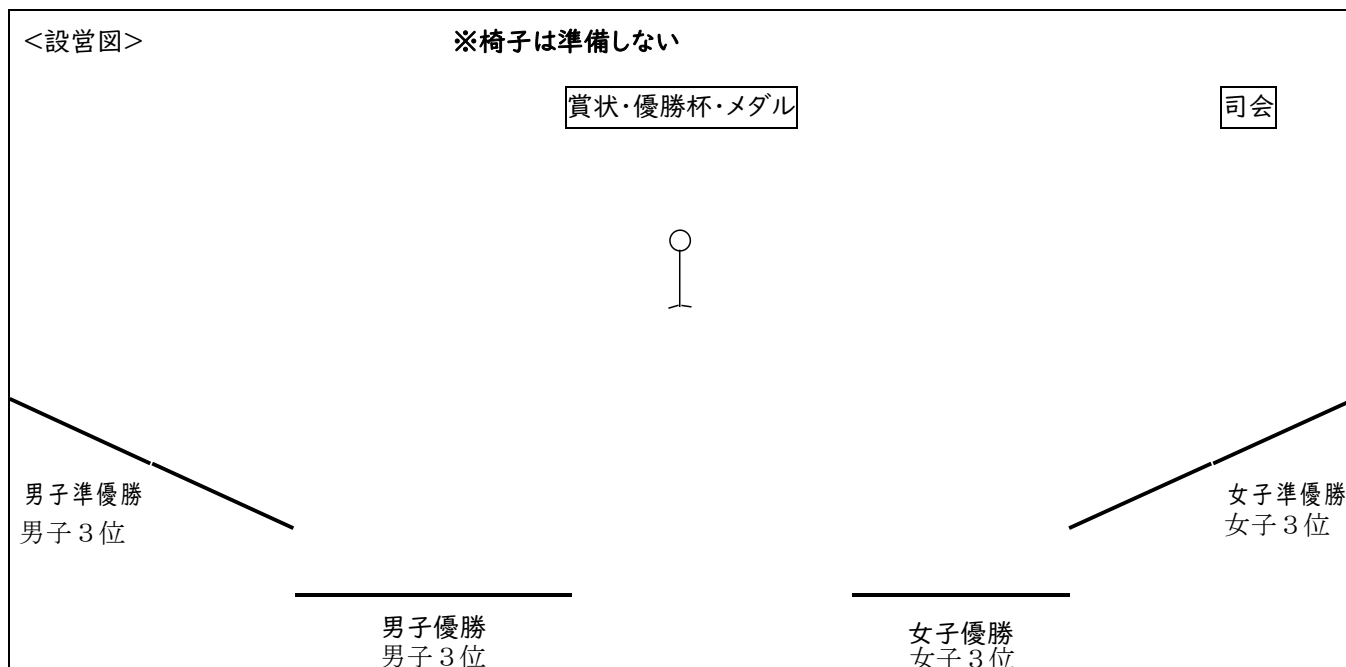 <設営図>
※椅子は準備しない
賞状・優勝杯・メダル
司会
男子準優勝
男子３位
女子準優勝
女子３位
男子優勝
男子３位
女子優勝
女子３位